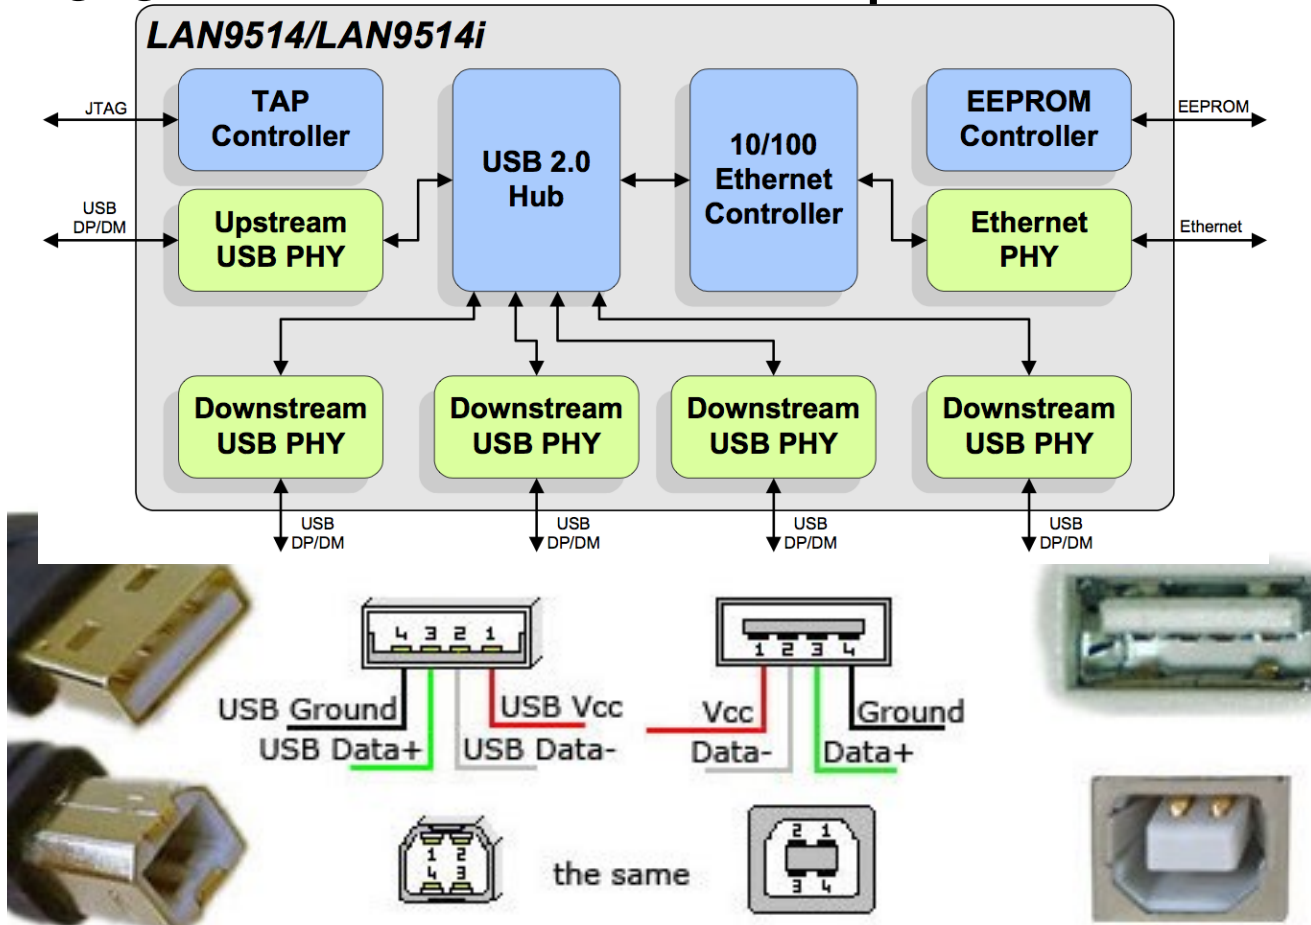 LAN9514/LAN9514i
JTAG
TAP
Controller
USB 2.0
Hub
10/100
Ethernet
Controller
EEPROM
Controller
EEPROM
USB
DP/DM
Upstream
USB PHY
Ethernet
PHY
Ethernet
Downstream
USB PHY
Downstream
USB PHY
Downstream
USB PHY
Downstream
USB PHY
USB
DP/DM
USB
DP/DM
USB
DP/DM
USB
DP/DM
4 3 2 1
USB Ground
USB Vcc
USB Data+
USB Data-
1 2 3 4
Vcc
Ground
Data-
Data+
1 2
4 3
the same
2 1
3 4